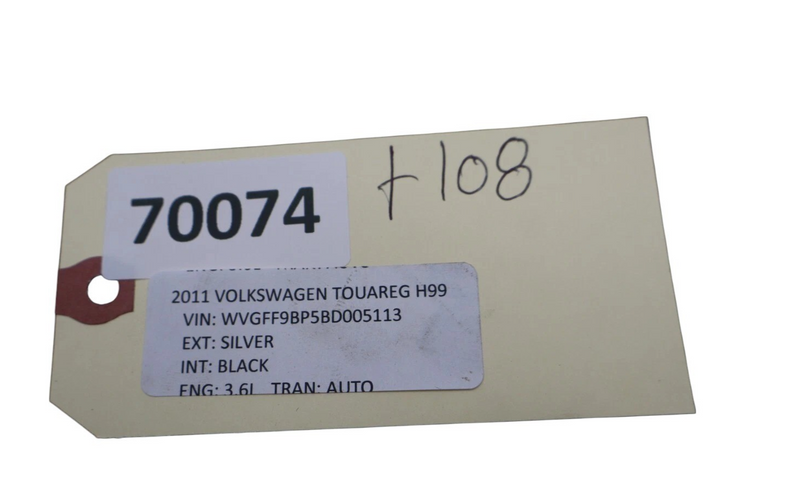 70074
+108
2011 VOLKSWAGEN TOUAREG H99
VIN: WVGFF9BP5BD005113
EXT: SILVER
INT: BLACK
ENG: 3.6L TRAN: AUTO